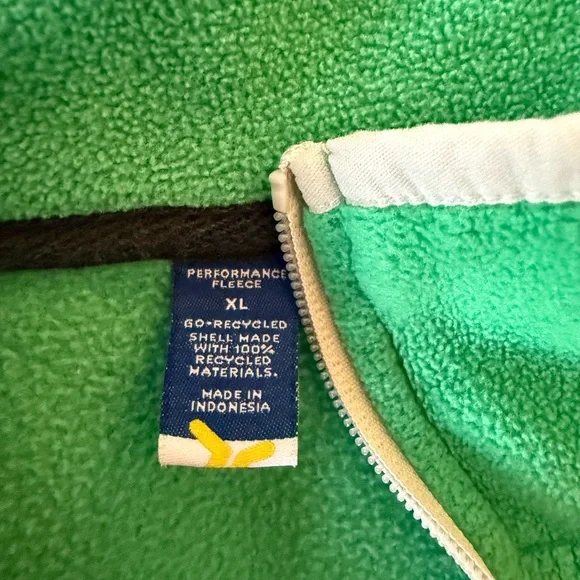 PERFORMANCE
FLEECE
XL
GO-RECYCLED
SHELL MADE
WITH 100%
RECYCLED
MATERIALS.
MADE IN
INDONESIA